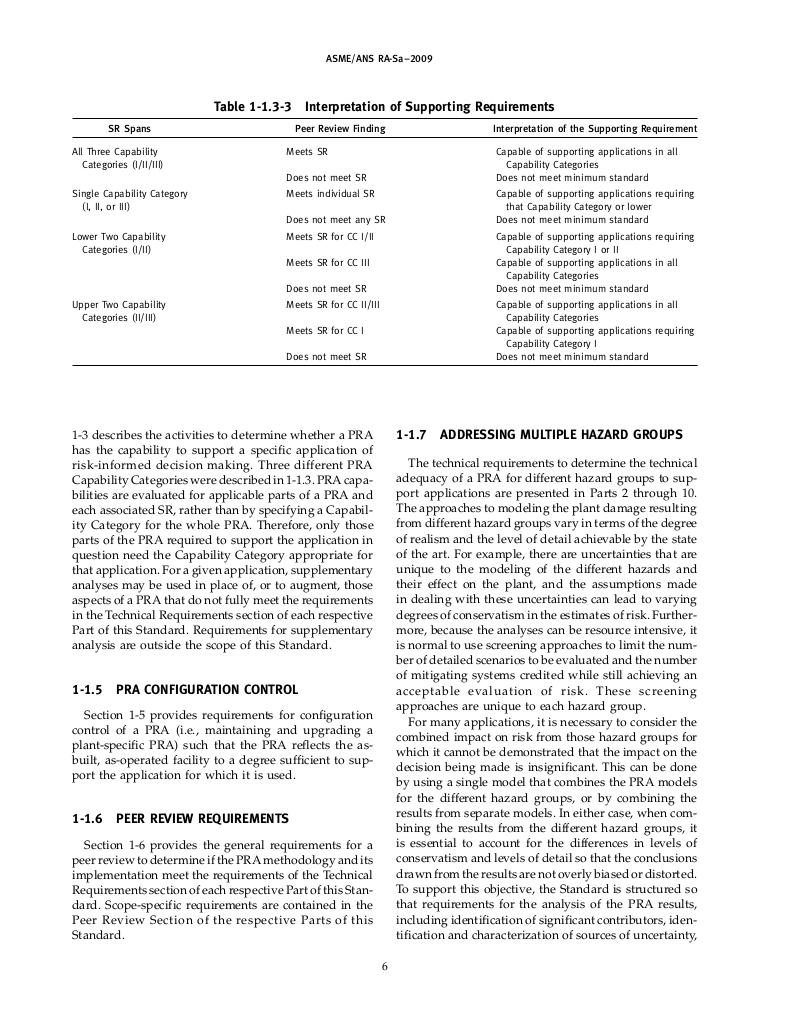 ASME/ANS RA-Sa–2009
Table 1-1.3-3 Interpretation of Supporting Requirements
SR Spans Peer Review Finding Interpretation of the Supporting Requirement
All Three Capability Meets SR Capable of supporting applications in all
Categories (I/II/III) Capability Categories
Does not meet SR Does not meet minimum standard
Single Capability Category Meets individual SR Capable of supporting applications requiring
(I, II, or III) that Capability Category or lower
Does not meet any SR Does not meet minimum standard
Lower Two Capability Meets SR for CC I/II Capable of supporting applications requiring
Categories (I/II) Capability Category I or II
Meets SR for CC III Capable of supporting applications in all
Capability Categories
Does not meet SR Does not meet minimum standard
Upper Two Capability Meets SR for CC II/III Capable of supporting applications in all
Categories (II/III) Capability Categories
Meets SR for CC I Capable of supporting applications requiring
Capability Category I
Does not meet SR Does not meet minimum standard
1-3 describes the activities to determine whether a PRA
has the capability to support a specific application of
risk-informed decision making. Three different PRA
Capability Categories were described in 1-1.3. PRA capa-
bilities are evaluated for applicable parts of a PRA and
each associated SR, rather than by specifying a Capabil-
ity Category for the whole PRA. Therefore, only those
parts of the PRA required to support the application in
question need the Capability Category appropriate for
that application. For a given application, supplementary
analyses may be used in place of, or to augment, those
aspects of a PRA that do not fully meet the requirements
in the Technical Requirements section of each respective
Part of this Standard. Requirements for supplementary
analysis are outside the scope of this Standard.
1-1.5 PRA CONFIGURATION CONTROL
Section 1-5 provides requirements for configuration
control of a PRA (i.e., maintaining and upgrading a
plant-specific PRA) such that the PRA reflects the as-
built, as-operated facility to a degree sufficient to sup-
port the application for which it is used.
1-1.6 PEER REVIEW REQUIREMENTS
Section 1-6 provides the general requirements for a
peer review to determine if the PRA methodology and its
implementation meet the requirements of the Technical
Requirements section of each respective Part of this Stan-
dard. Scope-specific requirements are contained in the
Peer Review Section of the respective Parts of this
Standard.
1-1.7 ADDRESSING MULTIPLE HAZARD GROUPS
The technical requirements to determine the technical
adequacy of a PRA for different hazard groups to sup-
port applications are presented in Parts 2 through 10.
The approaches to modeling the plant damage resulting
from different hazard groups vary in terms of the degree
of realism and the level of detail achievable by the state
of the art. For example, there are uncertainties that are
unique to the modeling of the different hazards and
their effect on the plant, and the assumptions made
in dealing with these uncertainties can lead to varying
degrees of conservatism in the estimates of risk. Further-
more, because the analyses can be resource intensive, it
is normal to use screening approaches to limit the num-
ber of detailed scenarios to be evaluated and the number
of mitigating systems credited while still achieving an
acceptable evaluation of risk. These screening
approaches are unique to each hazard group.
For many applications, it is necessary to consider the
combined impact on risk from those hazard groups for
which it cannot be demonstrated that the impact on the
decision being made is insignificant. This can be done
by using a single model that combines the PRA models
for the different hazard groups, or by combining the
results from separate models. In either case, when com-
bining the results from the different hazard groups, it
is essential to account for the differences in levels of
conservatism and levels of detail so that the conclusions
drawn from the results are not overly biased or distorted.
To support this objective, the Standard is structured so
that requirements for the analysis of the PRA results,
including identification of significant contributors, iden-
tification and characterization of sources of uncertainty,
6